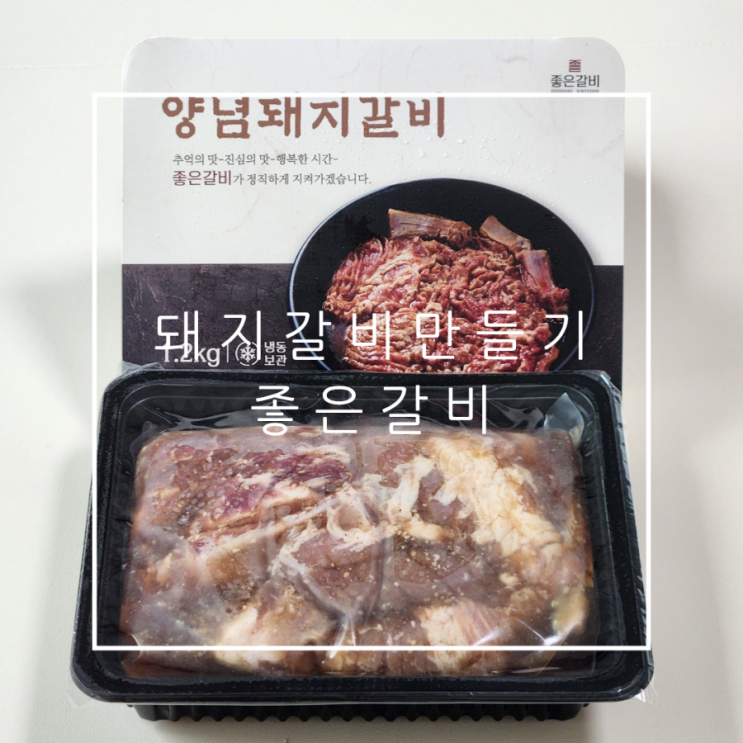 좋은갈비
양념돼지갈비
추억의 맛-진심의 맛-행복한 시간~
좋은갈비가 정직하게 지켜가겠습니다.
돼지갈비만들기
1.2kg 냉동
보관
좋은갈비